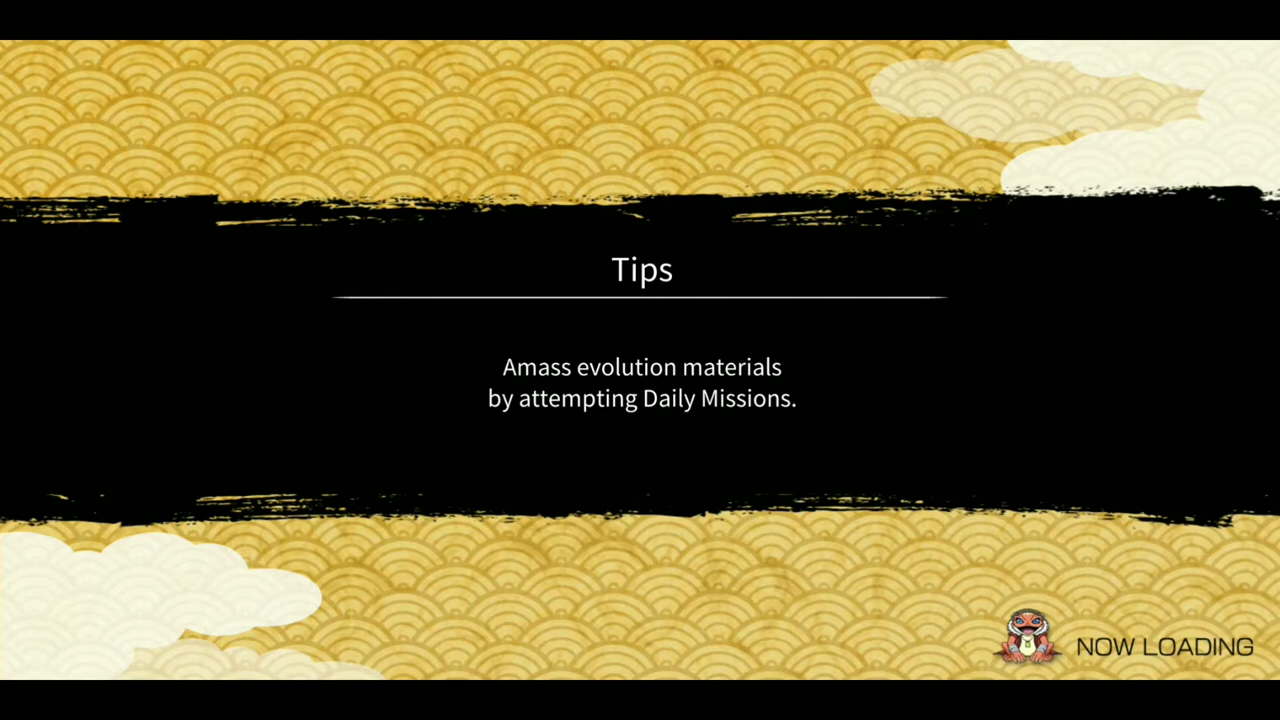 Tips
Amass evolution materials
by attempting Daily Missions.
NOW LOADING